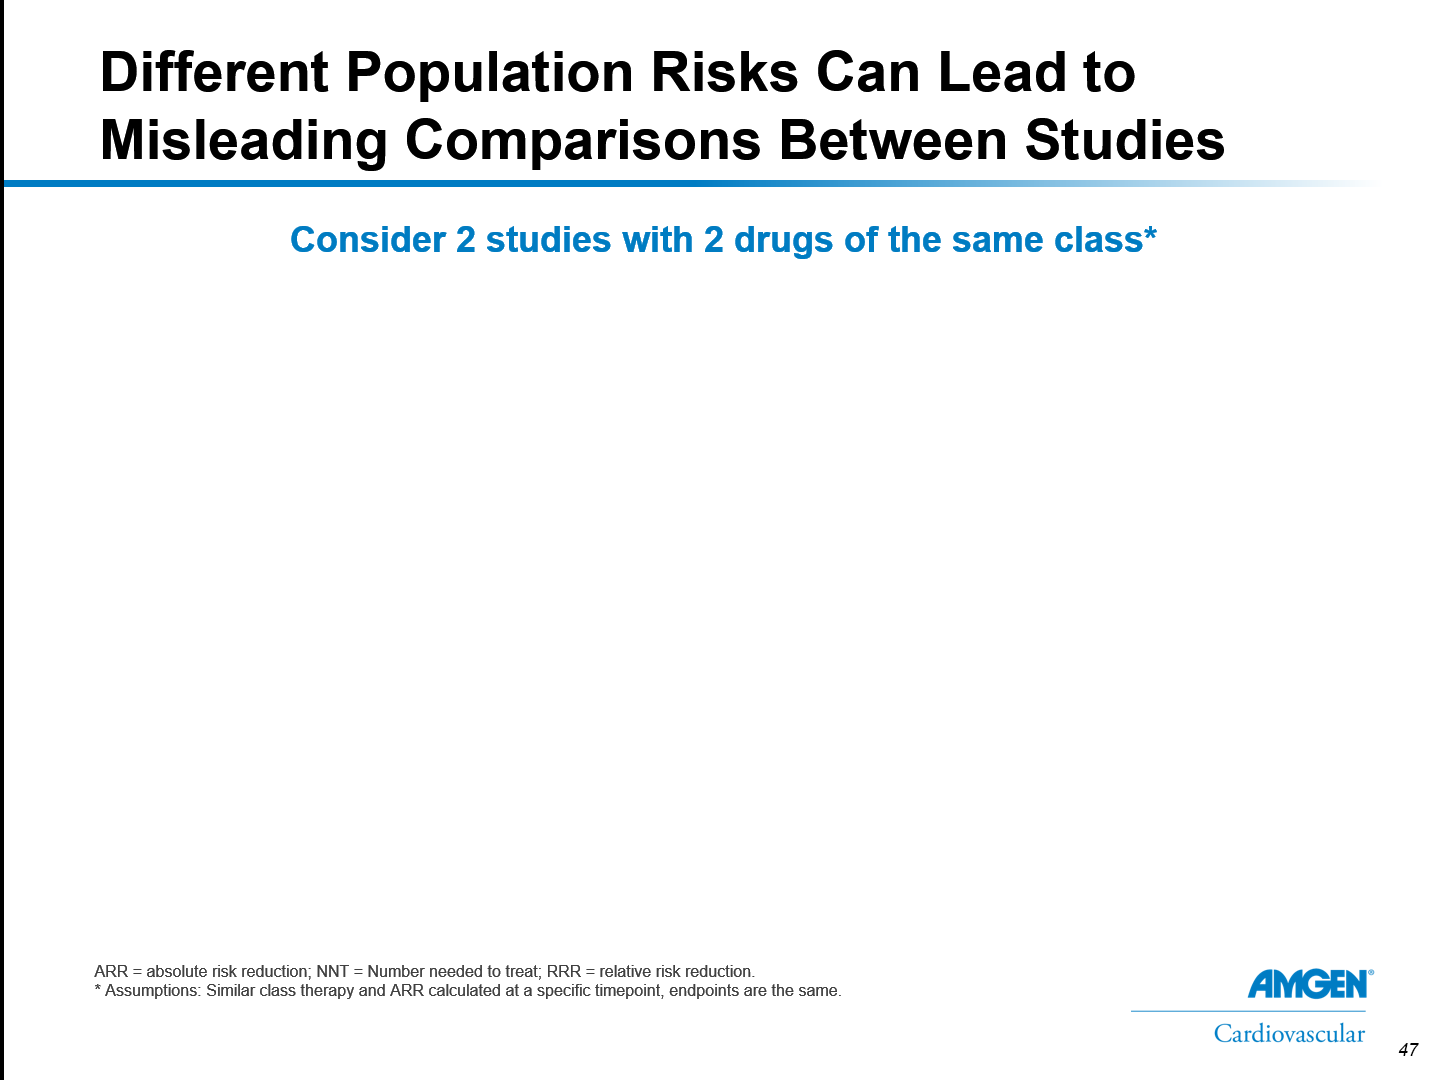 Different Population Risks Can Lead to
Misleading Comparisons Between Studies
Consider 2 studies with 2 drugs of the same class*
ARR = absolute risk reduction; NNT = Number needed to treat; RRR = relative risk reduction.
* Assumptions: Similar class therapy and ARR calculated at a specific timepoint, endpoints are the same.
AMGEN®
Cardiovascular
47